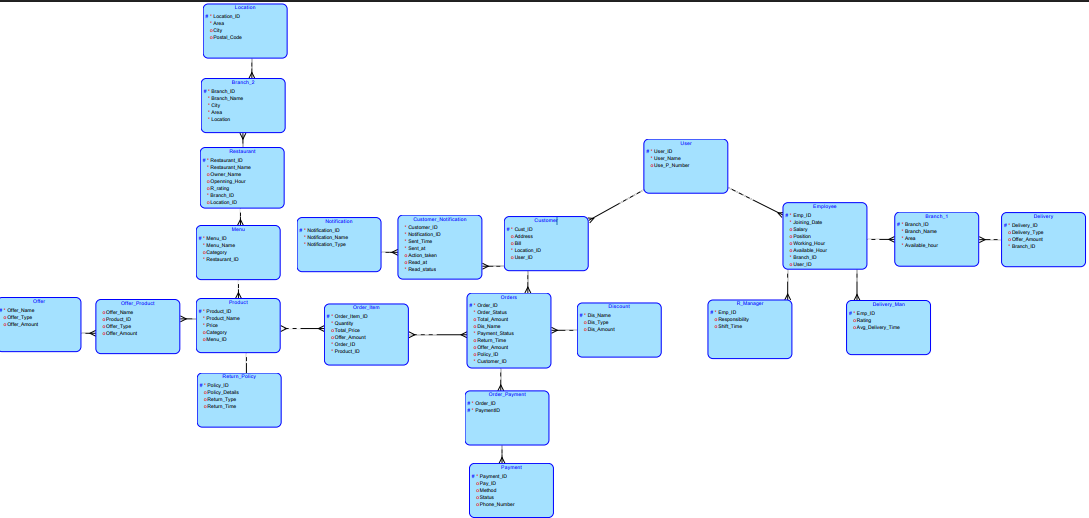 Location
# * Location_ID
* Area
o City
o Postal_Code
Branch_2
# * Branch_ID
* Branch_Name
* City
* Area
* Location
Restaurant
# * Restaurant_ID
* Restaurant_Name
o Owner_Name
o Openning_Hour
o R_rating
* Branch_ID
o Location_ID
Menu
# * Menu_ID
* Menu_Name
o Category
* Restaurant_ID
Notification
# * Notification_ID
* Notification_Name
* Notification_Type
Customer_Notification
* Customer_ID
* Notification_ID
* Sent_Time
* Sent_at
o Action_taken
o Read_at
* Read_status
Customer
# * Cust_ID
o Address
o Bill
* Location_ID
o User_ID
User
# * User_ID
* User_Name
o Use_P_Number
Employee
# * Emp_ID
* Joining_Date
o Salary
o Position
o Working_Hour
o Available_Hour
* Branch_ID
o User_ID
Branch_1
# * Branch_ID
* Branch_Name
* Area
* Available_hour
Delivery
# * Delivery_ID
o Delivery_Type
o Offer_Amount
* Branch_ID
Offer
* Offer_Name
o Offer_Type
o Offer_Amount
Offer_Product
o Offer_Name
o Product_ID
o Offer_Type
o Offer_Amount
Product
# * Product_ID
* Product_Name
* Price
o Category
o Menu_ID
Order_Item
# * Order_Item_ID
* Quantity
o Total_Price
o Offer_Amount
* Order_ID
* Product_ID
Orders
# * Order_ID
* Order_Status
o Total_Amount
o Dis_Name
* Payment_Status
o Return_Time
o Offer_Amount
o Policy_ID
* Customer_ID
Discount
# * Dis_Name
o Dis_Type
o Dis_Amount
R_Manager
# * Emp_ID
o Responsibility
o Shift_Time
Delivery_Man
# * Emp_ID
o Rating
o Avg_Delivery_Time
Return_Policy
# * Policy_ID
o Policy_Details
o Return_Type
o Return_Time
Order_Payment
# * Order_ID
# * PaymentID
Payment
# * Payment_ID
o Pay_ID
o Method
o Status
o Phone_Number